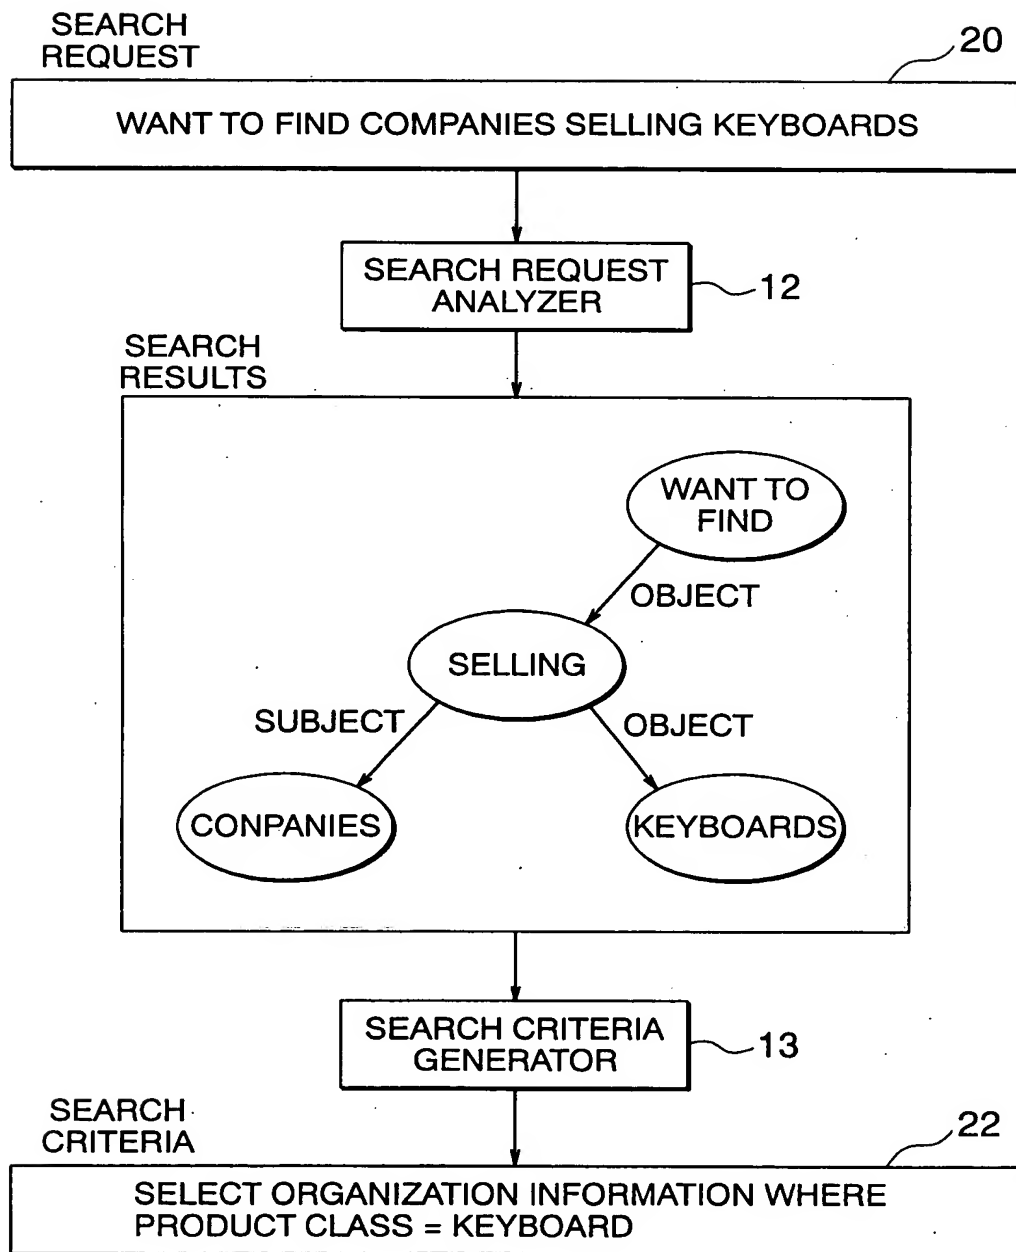 SEARCH
REQUEST
20
WANT TO FIND COMPANIES SELLING KEYBOARDS
SEARCH REQUEST
ANALYZER
12
SEARCH
RESULTS
WANT TO
FIND
OBJECT
SELLING
SUBJECT
OBJECT
CONPANIES
KEYBOARDS
SEARCH CRITERIA
GENERATOR
13
SEARCH
CRITERIA
22
SELECT ORGANIZATION INFORMATION WHERE
PRODUCT CLASS = KEYBOARD